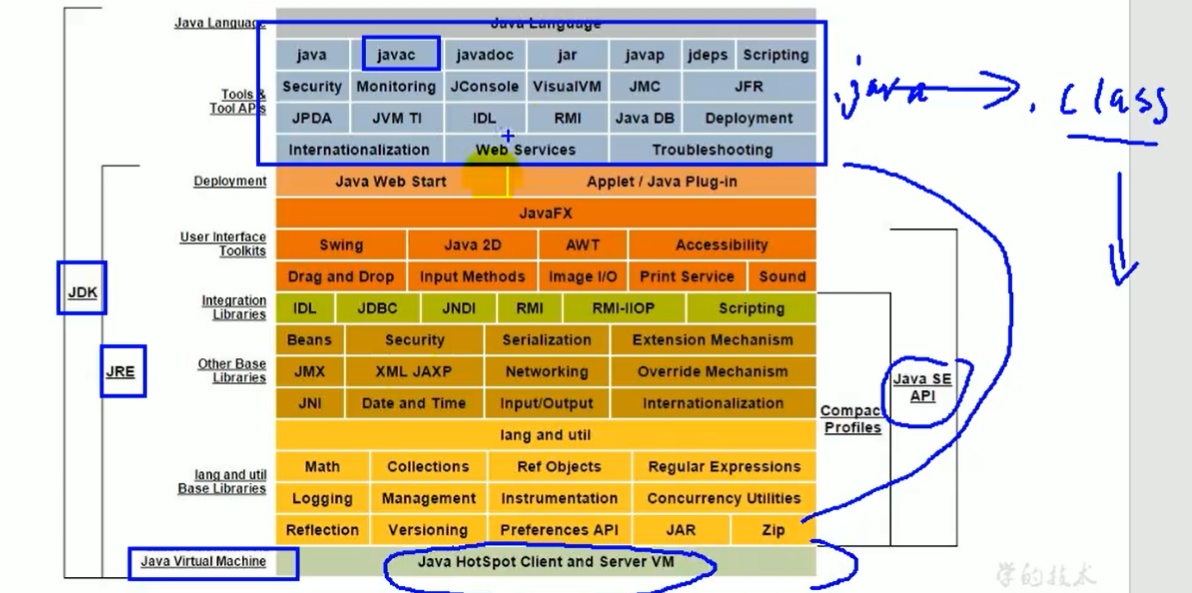 Java Language Java Language
java javac javadoc jar javap jdeps Scripting
Security Monitoring JConsole VisualVM JMC JFR
Tools &
Tool APIs
JPDA JVM TI IDL RMI Java DB Deployment
Internationalization Web Services Troubleshooting
.java .class
Deployment Java Web Start Applet / Java Plug-in
JavaFX
User Interface
Toolkits
Swing Java 2D AWT Accessibility
Drag and Drop Input Methods Image I/O Print Service Sound
JDK
Integration
Libraries
IDL JDBC JNDI RMI RMI-IIOP Scripting
Beans Security Serialization Extension Mechanism
JRE
Other Base
Libraries
JMX XML JAXP Networking Override Mechanism
Java SE
API
JNI Date and Time Input/Output Internationalization
Compac
Profiles
lang and util
lang and util
Base Libraries
Math Collections Ref Objects Regular Expressions
Logging Management Instrumentation Concurrency Utilities
Reflection Versioning Preferences API JAR Zip
Java Virtual Machine Java HotSpot Client and Server VM
学的技术